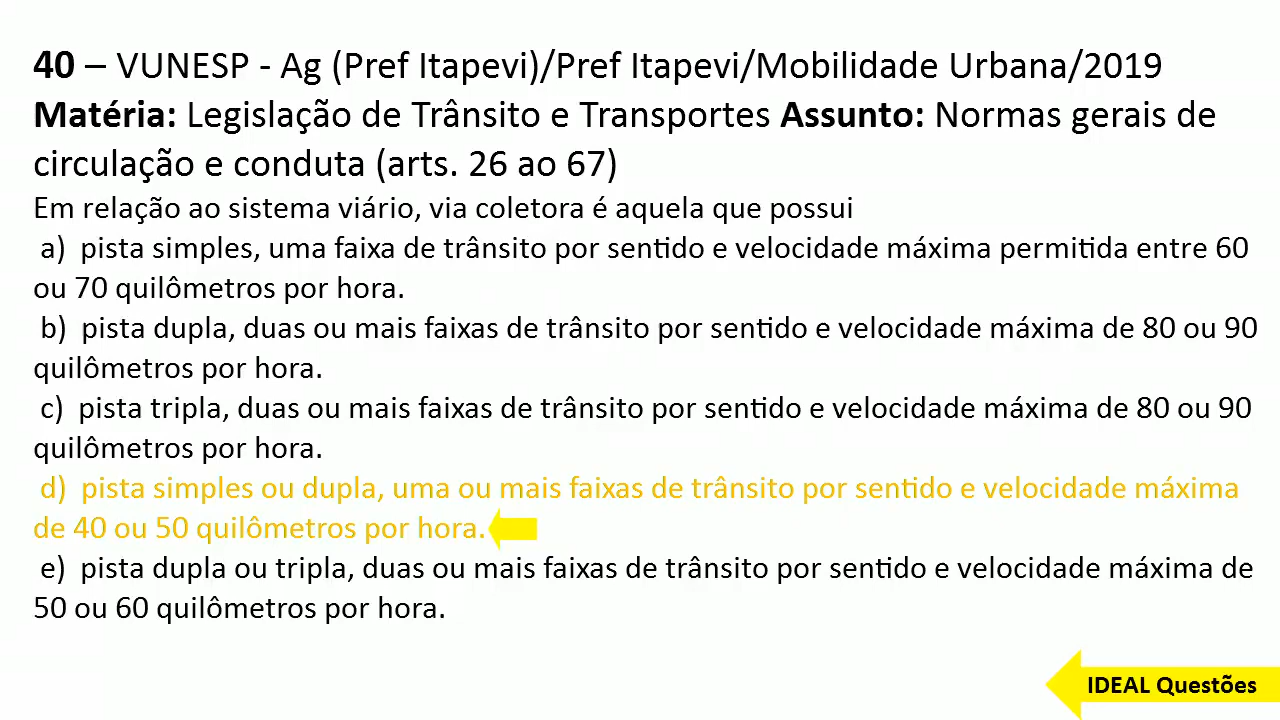 40 – VUNESP - Ag (Pref Itapevi)/Pref Itapevi/Mobilidade Urbana/2019
Matéria: Legislação de Trânsito e Transportes Assunto: Normas gerais de
circulação e conduta (arts. 26 ao 67)
Em relação ao sistema viário, via coletora é aquela que possui
a) pista simples, uma faixa de trânsito por sentido e velocidade máxima permitida entre 60
ou 70 quilômetros por hora.
b) pista dupla, duas ou mais faixas de trânsito por sentido e velocidade máxima de 80 ou 90
quilômetros por hora.
c) pista tripla, duas ou mais faixas de trânsito por sentido e velocidade máxima de 80 ou 90
quilômetros por hora.
d) pista simples ou dupla, uma ou mais faixas de trânsito por sentido e velocidade máxima
de 40 ou 50 quilômetros por hora.
e) pista dupla ou tripla, duas ou mais faixas de trânsito por sentido e velocidade máxima de
50 ou 60 quilômetros por hora.
IDEAL Questões